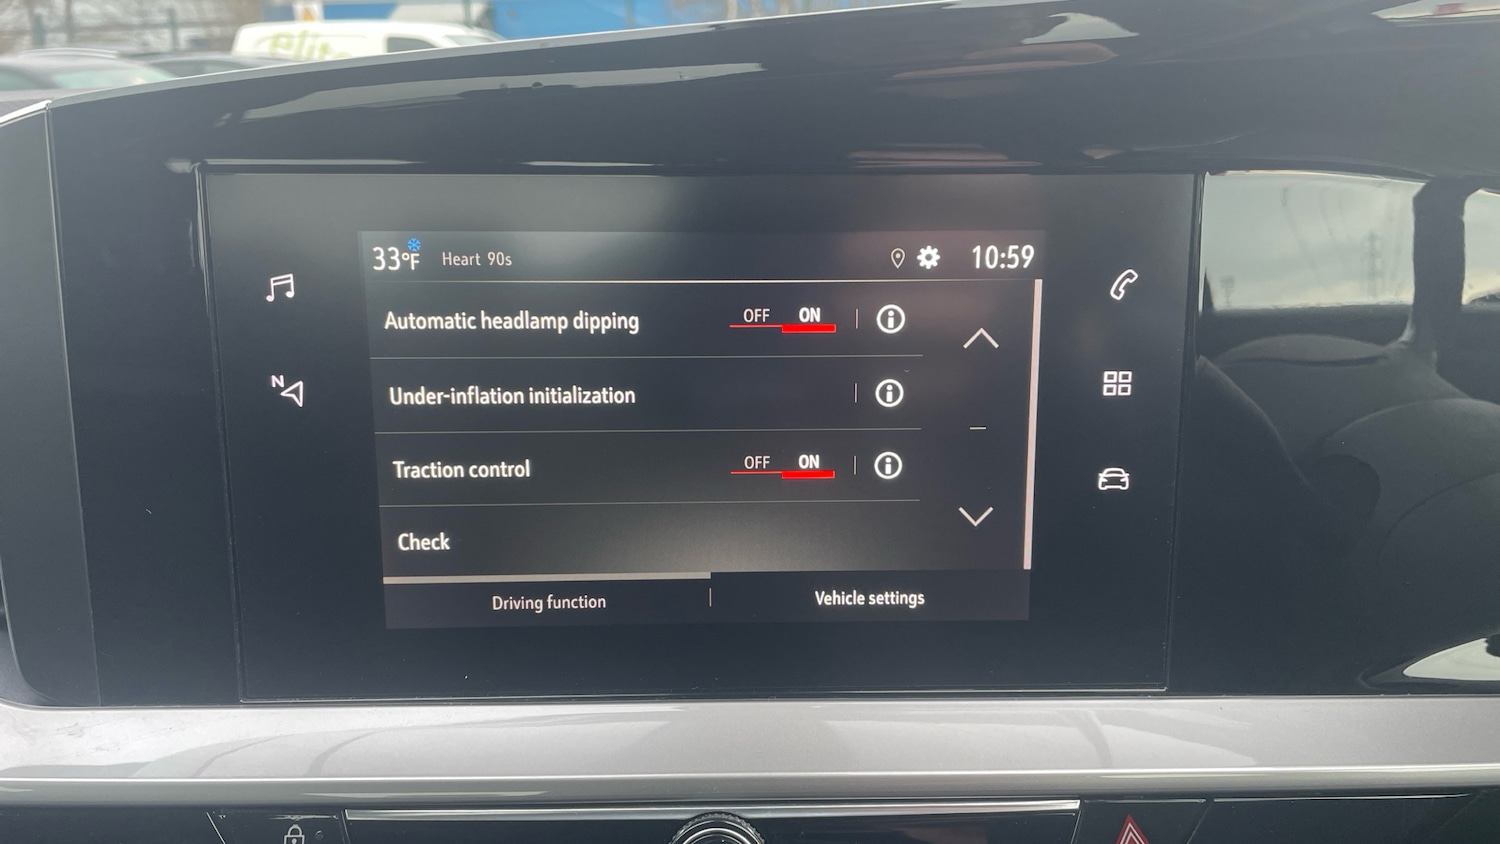 elite
33°F Heart 90s 10:59
Automatic headlamp dipping OFF ON
N
Under-inflation initialization
Traction control OFF ON
Check
Driving function Vehicle settings